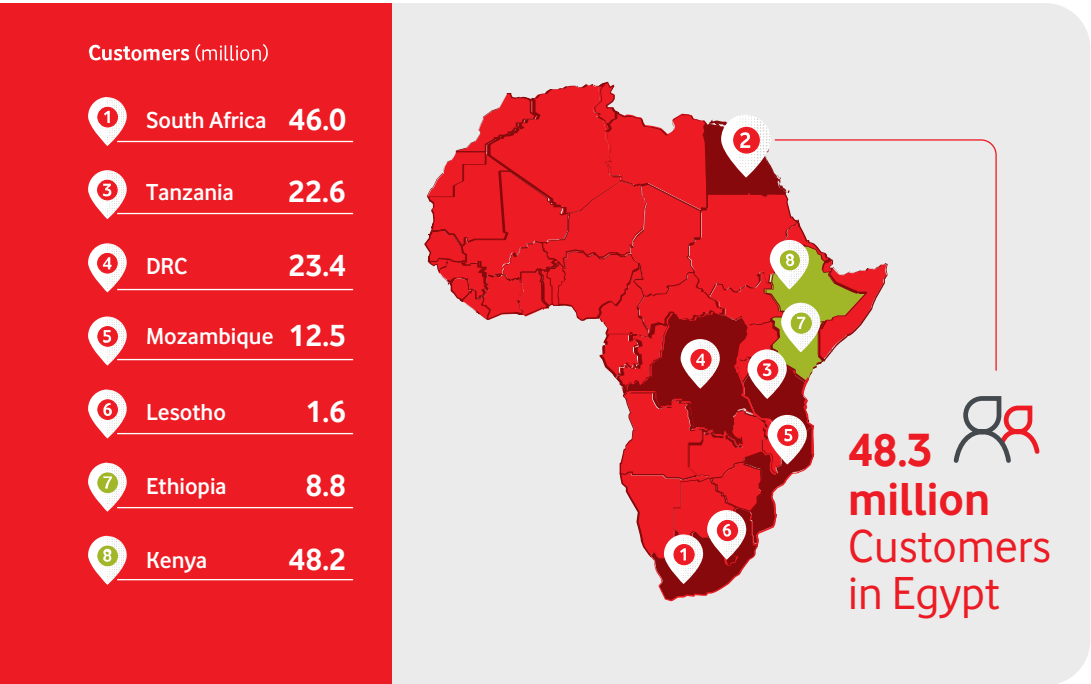 Customers (million)
1 South Africa 46.0
3 Tanzania 22.6
4 DRC 23.4
5 Mozambique 12.5
6 Lesotho 1.6
7 Ethiopia 8.8
8 Kenya 48.2
2
8
7
4
3
5
6
1
48.3
million
Customers
in Egypt